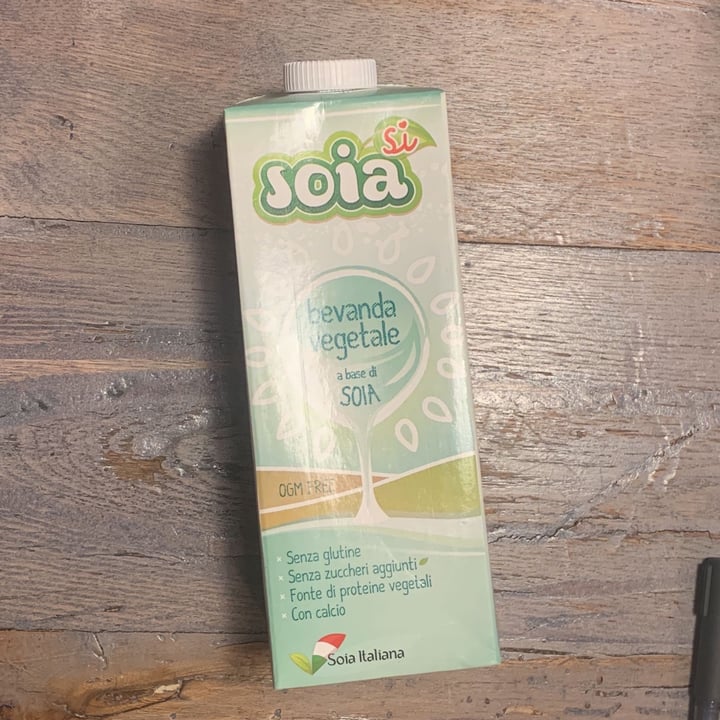 soia
si
bevanda
vegetale
a base di
SOIA
OGM FREE
× Senza glutine
× Senza zuccheri aggiunti
× Fonte di proteine vegetali
× Con calcio
Soia Italiana